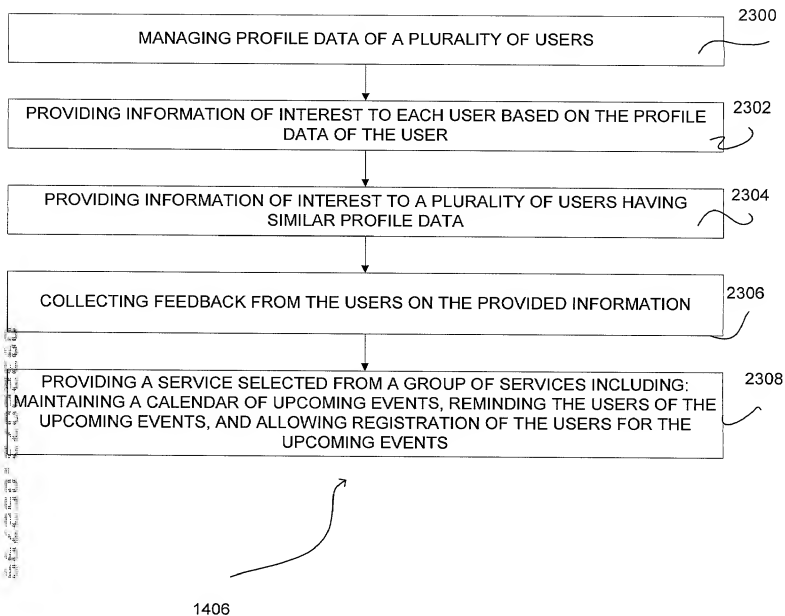 2300
MANAGING PROFILE DATA OF A PLURALITY OF USERS
2302
PROVIDING INFORMATION OF INTEREST TO EACH USER BASED ON THE PROFILE
DATA OF THE USER
2304
PROVIDING INFORMATION OF INTEREST TO A PLURALITY OF USERS HAVING
SIMILAR PROFILE DATA
2306
COLLECTING FEEDBACK FROM THE USERS ON THE PROVIDED INFORMATION
2308
PROVIDING A SERVICE SELECTED FROM A GROUP OF SERVICES INCLUDING:
MAINTAINING A CALENDAR OF UPCOMING EVENTS, REMINDING THE USERS OF THE
UPCOMING EVENTS, AND ALLOWING REGISTRATION OF THE USERS FOR THE
UPCOMING EVENTS
1406